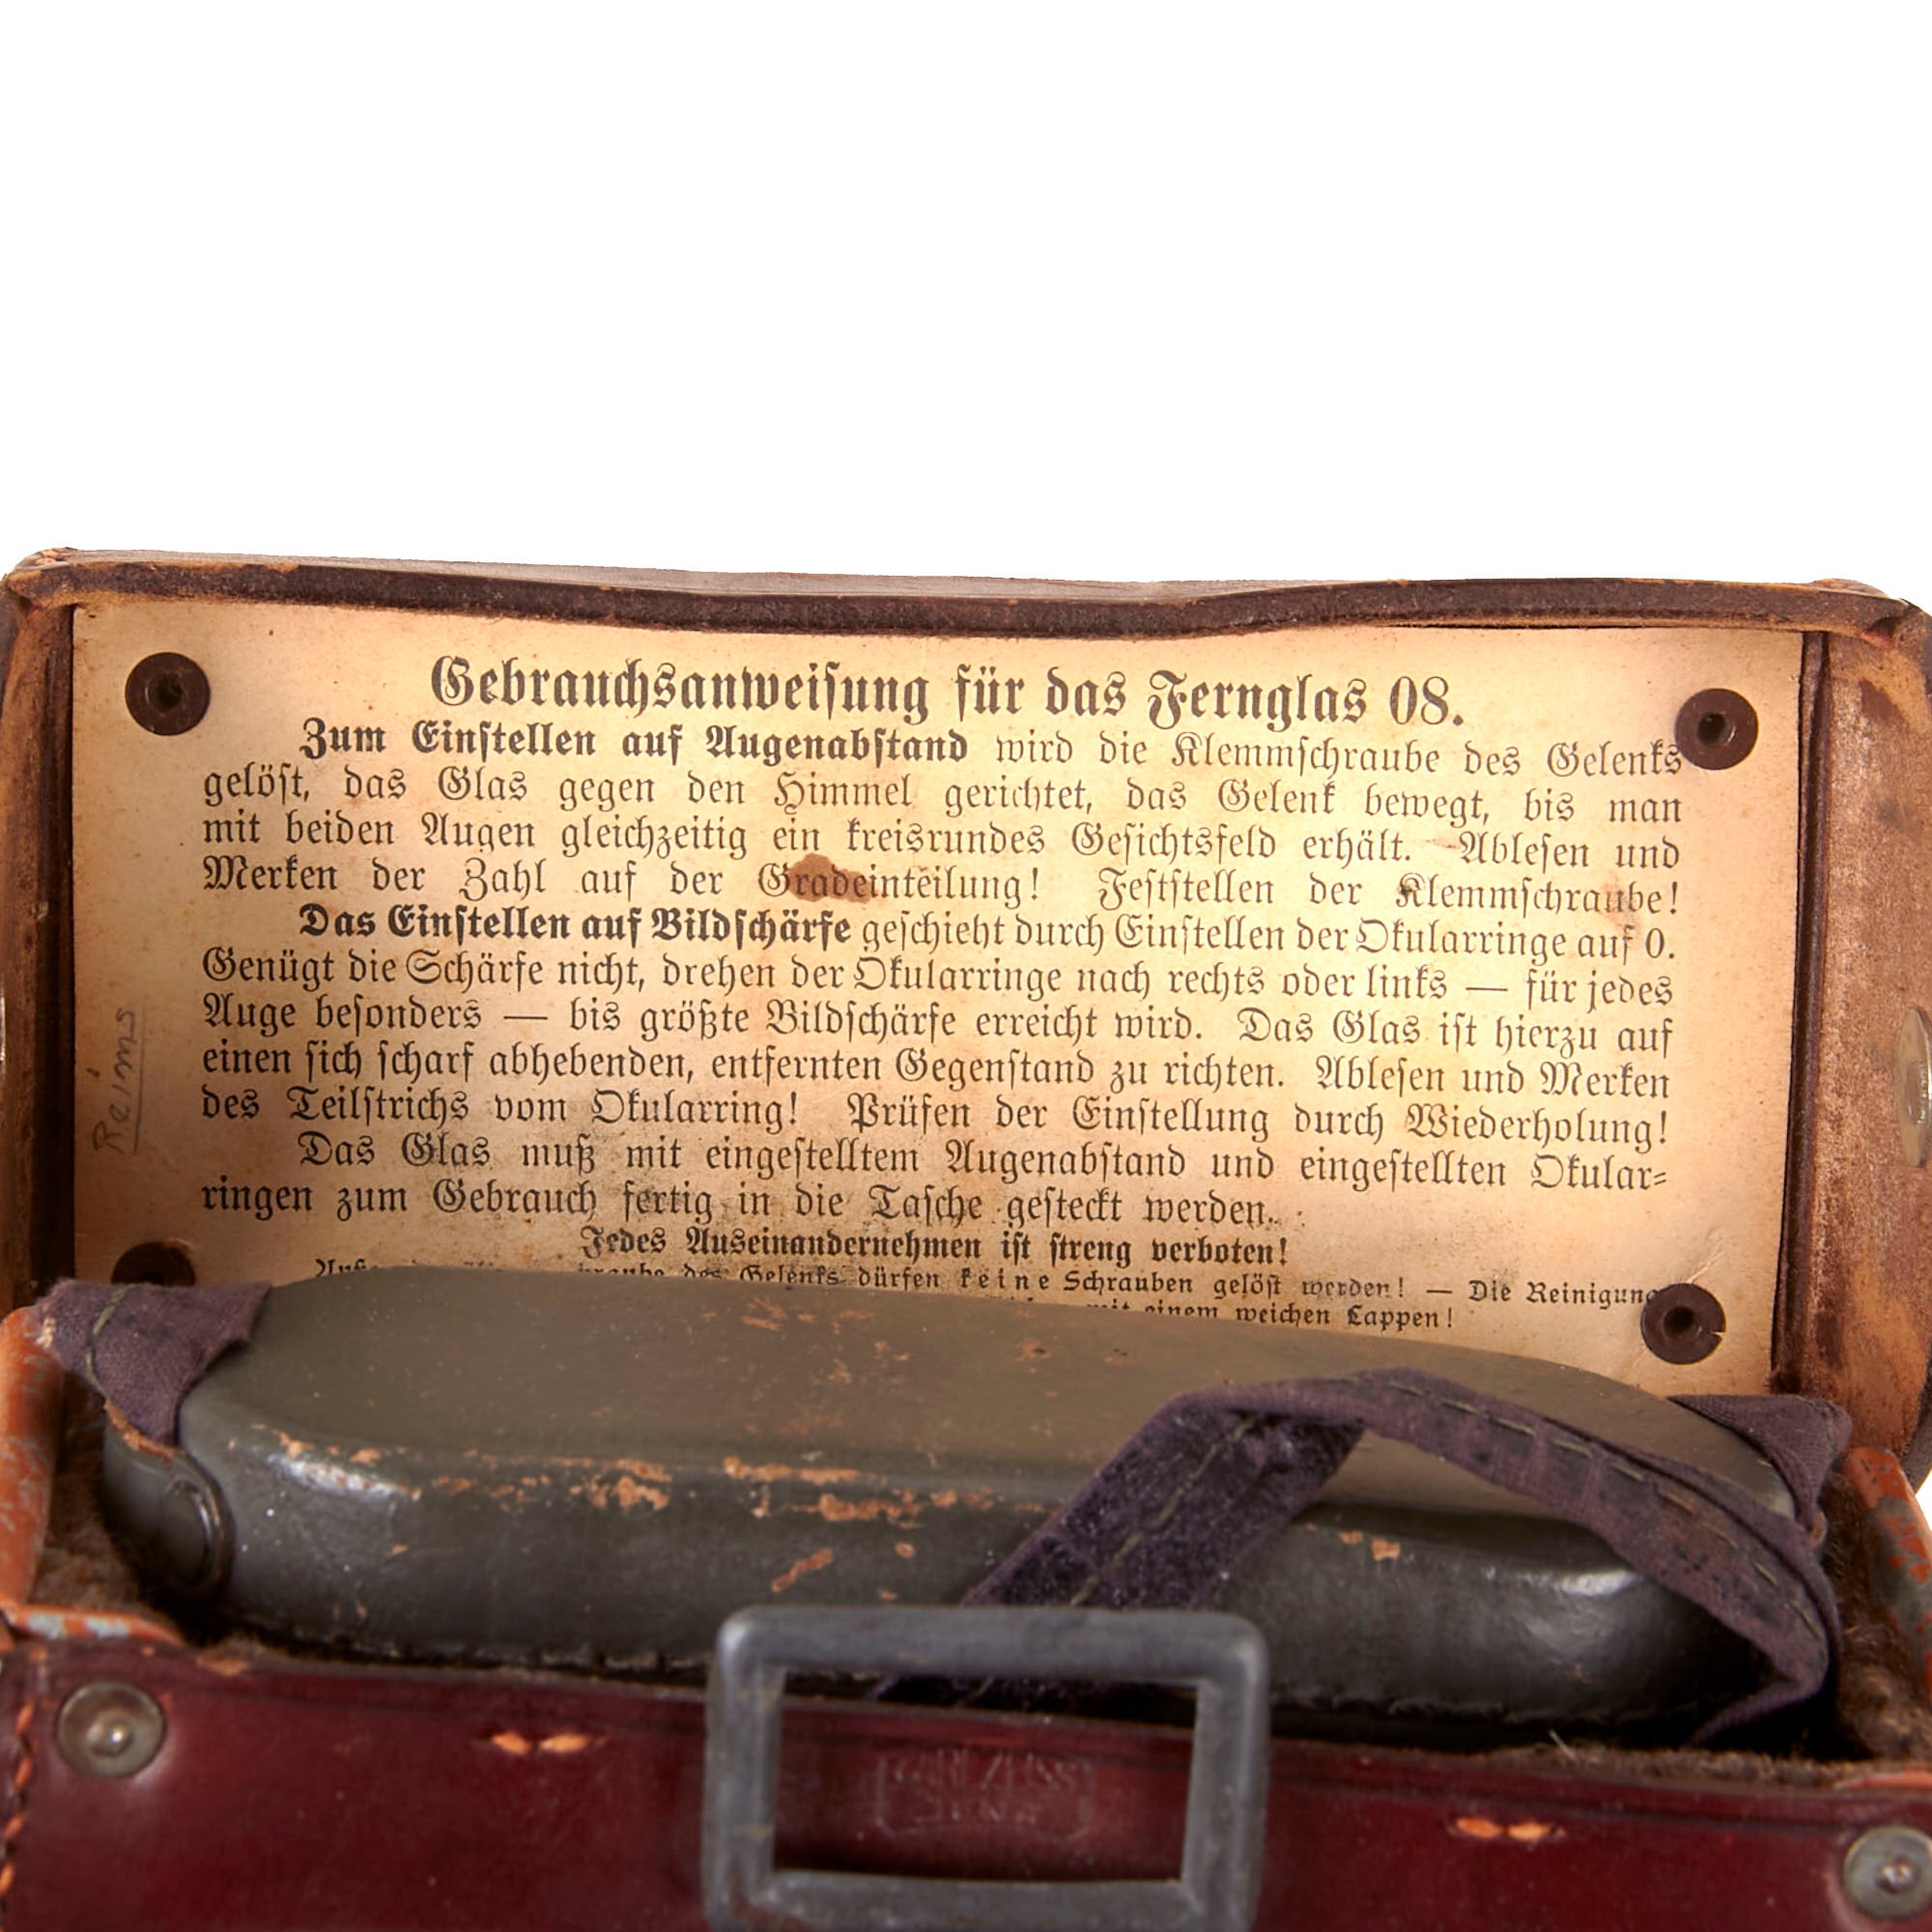 Gebrauchsanweiſung für das Fernglas 08.
Zum Einſtellen auf Augenabſtand wird die Klemmſchraube des Gelenks
gelöſt, das Glas gegen den Himmel gerichtet, das Gelenk bewegt, bis man
mit beiden Augen gleichzeitig ein kreisrundes Geſichtsfeld erhält. Ableſen und
Merken der Zahl auf der Gradeinteilung! Feſtſtellen der Klemmſchraube!
Das Einſtellen auf Bildſchärfe geſchieht durch Einſtellen der Okularringe auf 0.
Genügt die Schärfe nicht, drehen der Okularringe nach rechts oder links — für jedes
Auge beſonders — bis größte Bildſchärfe erreicht wird. Das Glas iſt hierzu auf
einen ſich ſcharf abhebenden, entfernten Gegenſtand zu richten. Ableſen und Merken
des Teilſtrichs vom Okularring! Prüfen der Einſtellung durch Wiederholung!
Das Glas muß mit eingeſtelltem Augenabſtand und eingeſtellten Okular-
ringen zum Gebrauch fertig in die Taſche geſteckt werden.
Jedes Auseinandernehmen iſt ſtreng verboten!
des Gelenks dürfen keine Schrauben gelöſt werden! — Die Reinigung
mit einem weichen Lappen!
Reims
CARL ZEISS
JENA